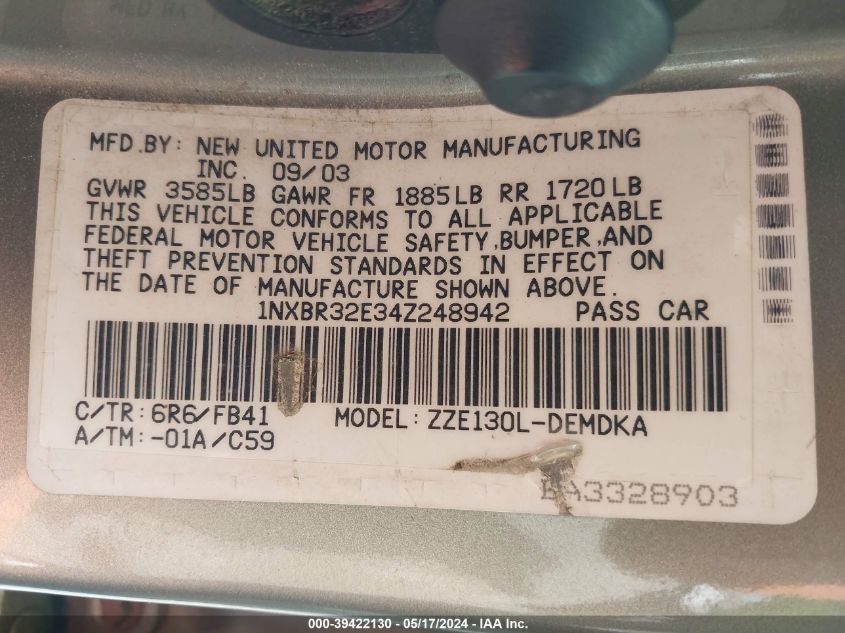 MFD.BY: NEW UNITED MOTOR MANUFACTURING
INC. 09/03
GVWR 3585LB GAWR FR 1885LB RR 1720LB
THIS VEHICLE CONFORMS TO ALL APPLICABLE
FEDERAL MOTOR VEHICLE SAFETY,BUMPER,AND
THEFT PREVENTION STANDARDS IN EFFECT ON
THE DATE OF MANUFACTURE SHOWN ABOVE.
1NXBR32E34Z248942 PASS CAR
C/TR: 6R6/FB41 MODEL: ZZE130L-DEMDKA
A/TM: -01A/C59
000-39422130 - 05/17/2024 - IAA Inc.